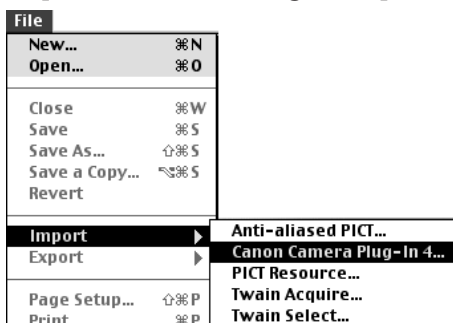 File
New... ⌘N
Open... ⌘O
Close ⌘W
Save ⌘S
Save As... ⇧⌘S
Save a Copy... ⌥⌘S
Revert
Import ▶
Export ▶
Page Setup... ⇧⌘P
Print ⌘P
Anti-aliased PICT...
Canon Camera Plug-In 4...
PICT Resource...
Twain Acquire...
Twain Select...